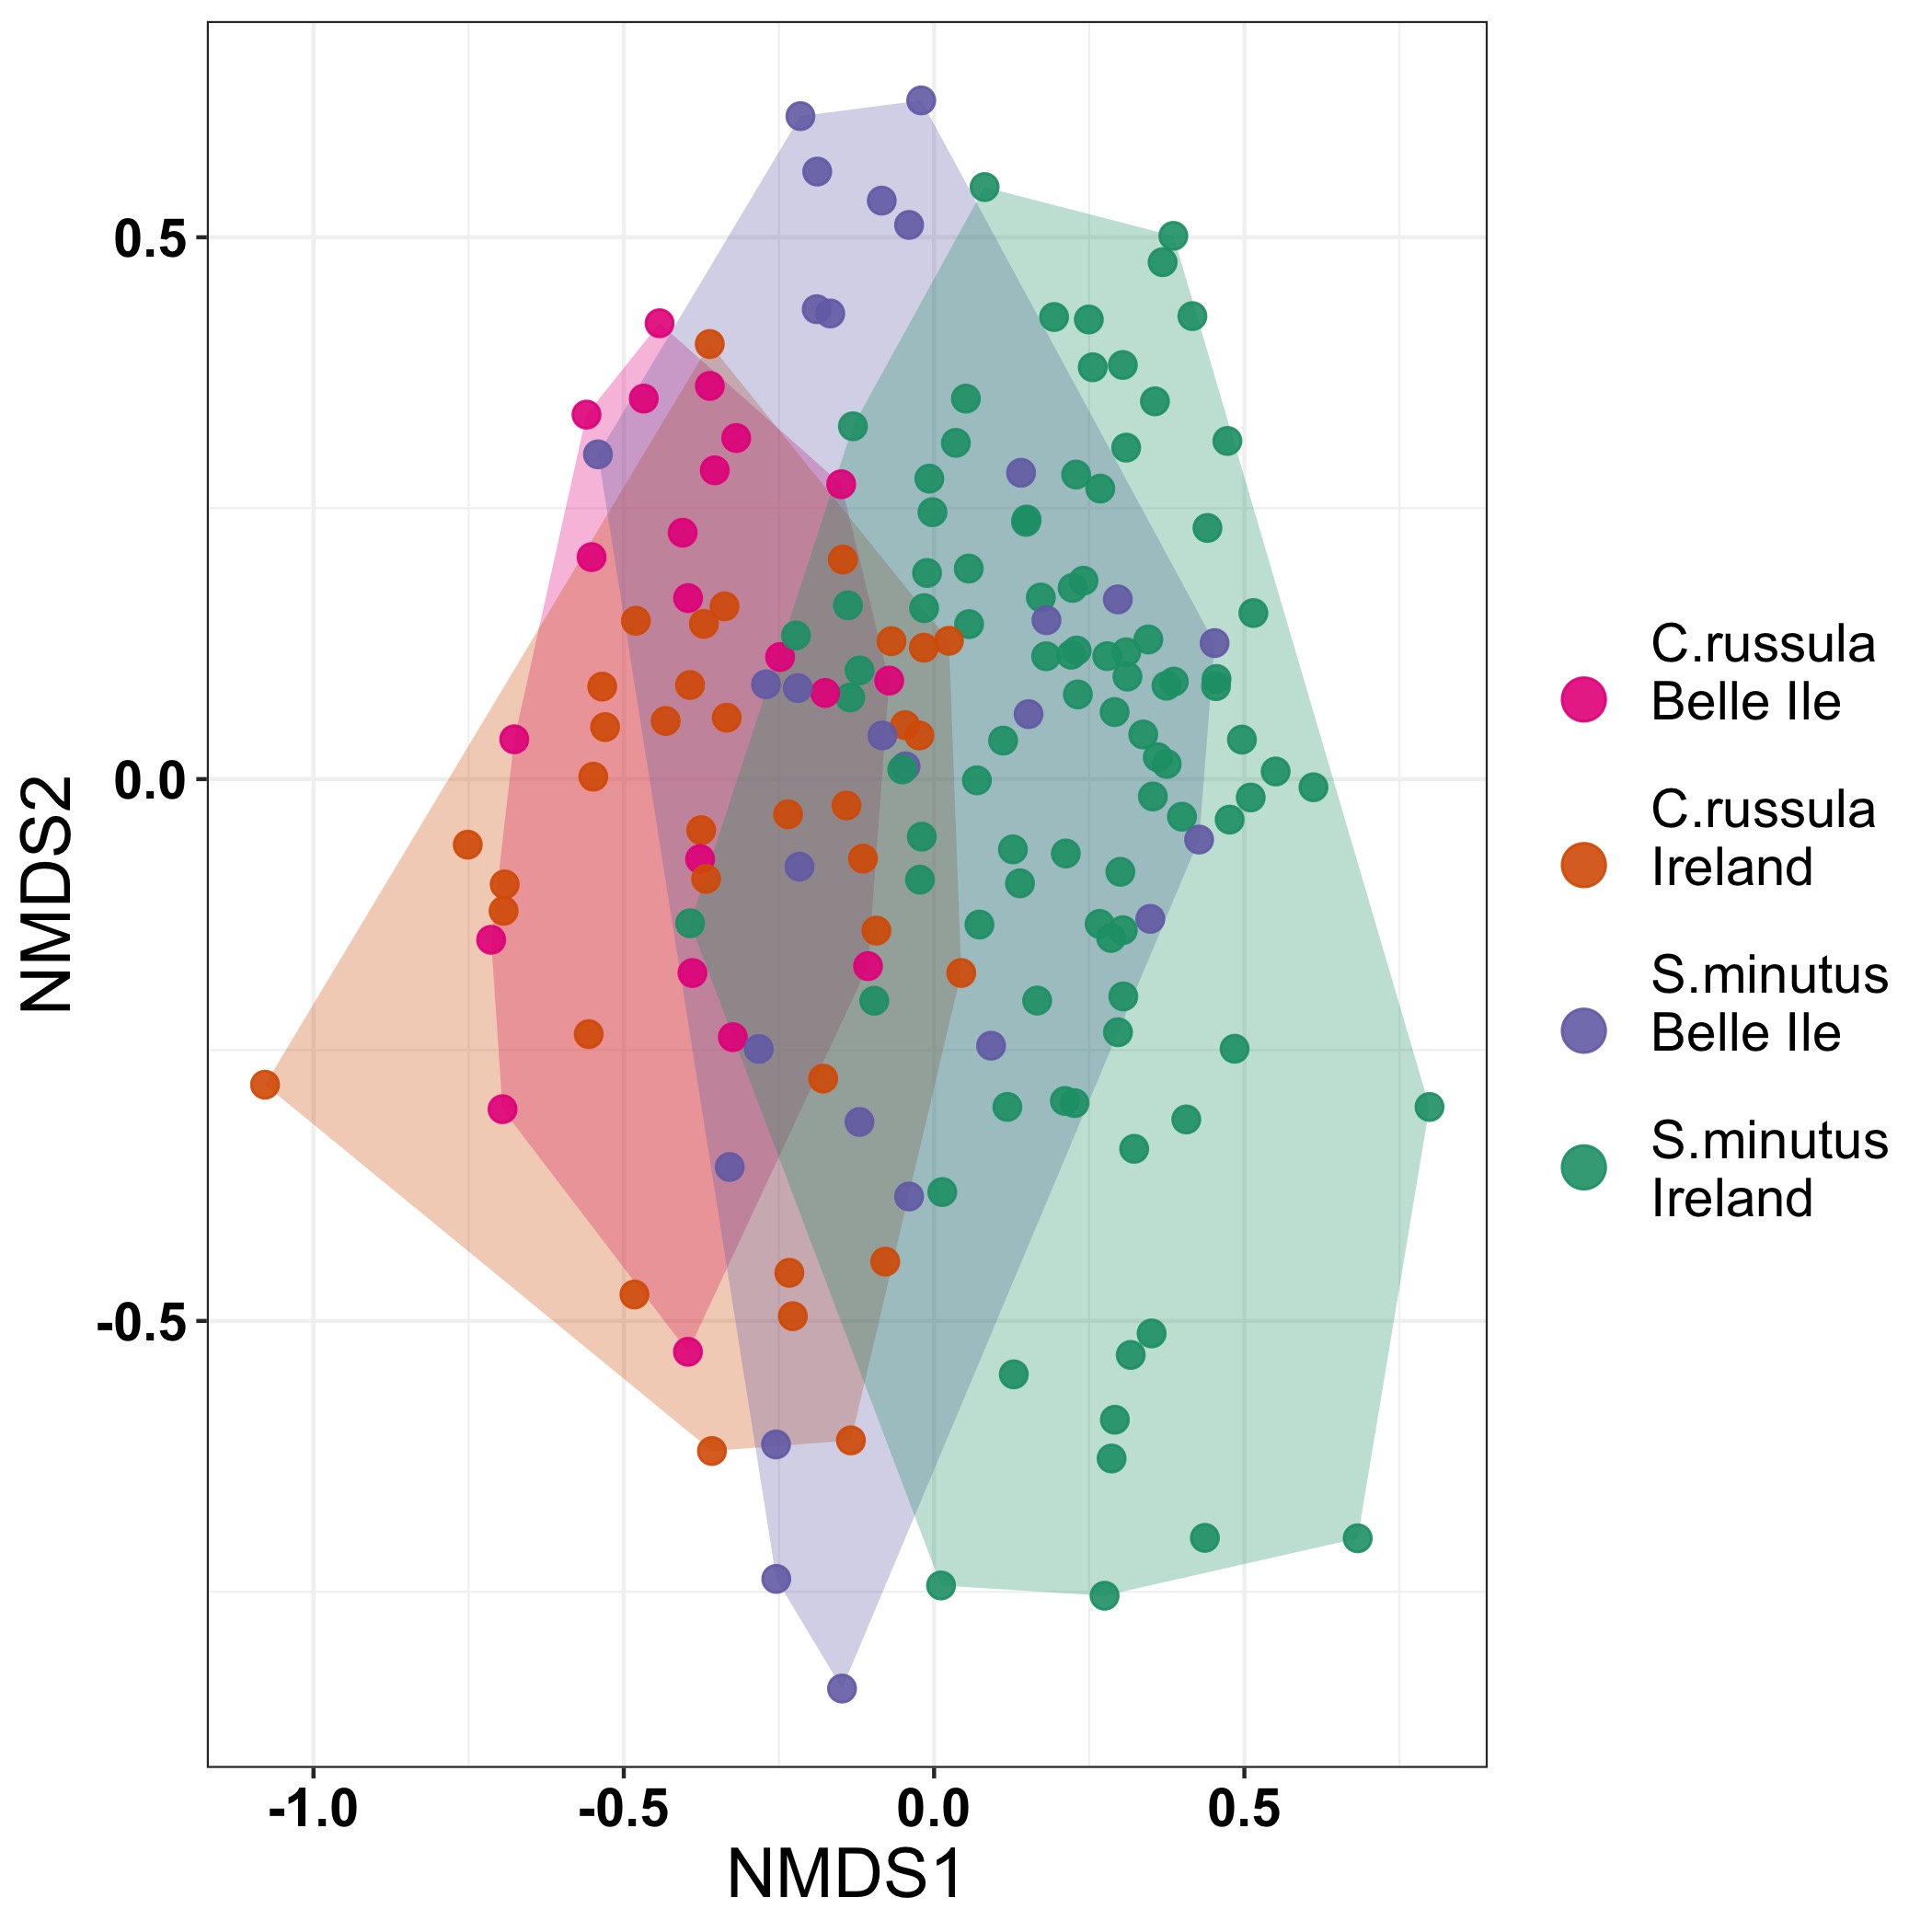 0.5
0.0
-0.5
NMDS2
-1.0
-0.5
0.0
0.5
NMDS1
C.russula
Belle Ile
C.russula
Ireland
S.minutus
Belle Ile
S.minutus
Ireland